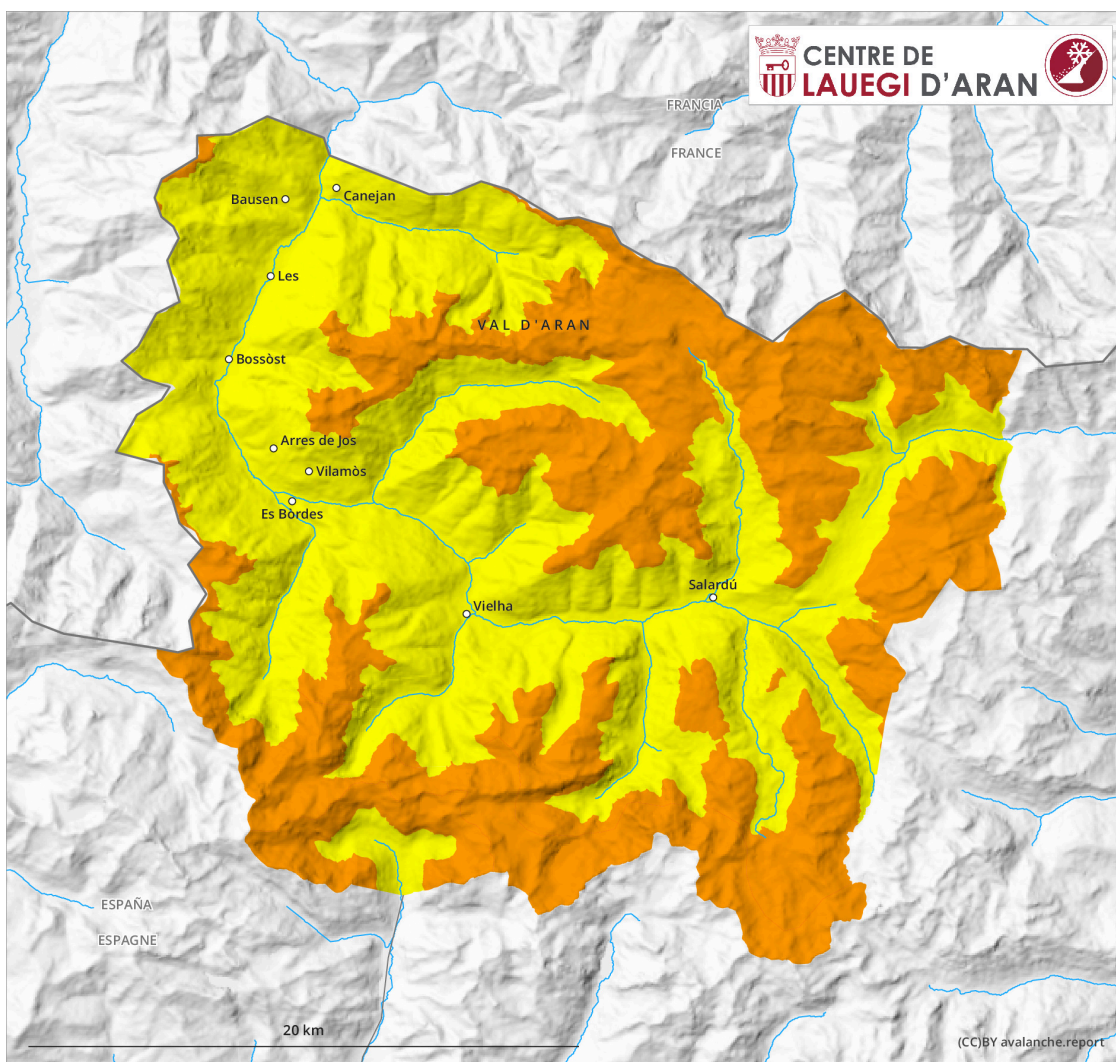 CENTRE DE
LAUEGI D'ARAN
FRANCIA
FRANCE
Bausen
Canejan
Les
VAL D'ARAN
Bossòst
Arres de Jos
Vilamòs
Es Bòrdes
Salardú
Vielha
ESPAÑA
ESPAGNE
20 km
(CC)BY avalanche.report